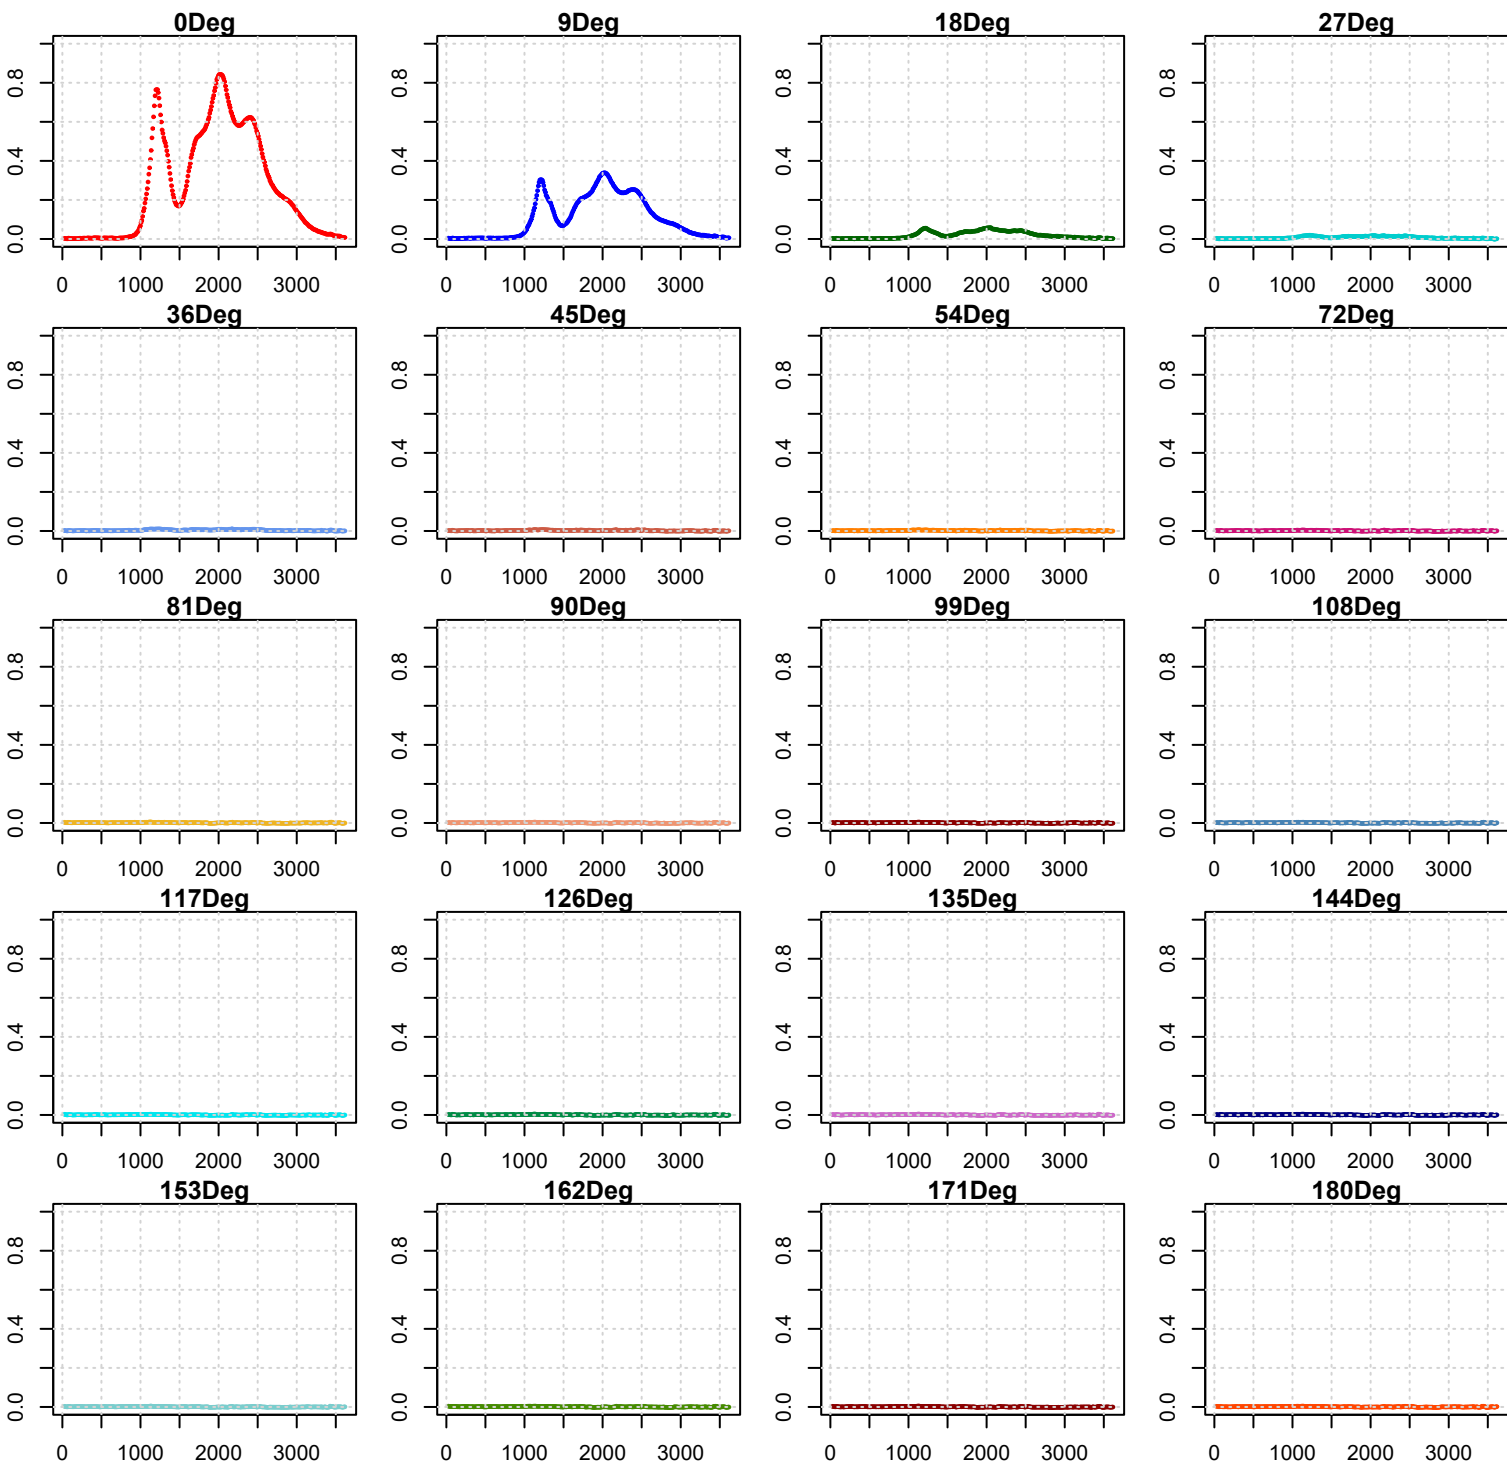 0Deg 9Deg 18Deg 27Deg
0.0 0.4 0.8 0.0 0.4 0.8 0.0 0.4 0.8 0.0 0.4 0.8
0 1000 2000 3000 0 1000 2000 3000 0 1000 2000 3000 0 1000 2000 3000
36Deg 45Deg 54Deg 72Deg
0.0 0.4 0.8 0.0 0.4 0.8 0.0 0.4 0.8 0.0 0.4 0.8
0 1000 2000 3000 0 1000 2000 3000 0 1000 2000 3000 0 1000 2000 3000
81Deg 90Deg 99Deg 108Deg
0.0 0.4 0.8 0.0 0.4 0.8 0.0 0.4 0.8 0.0 0.4 0.8
0 1000 2000 3000 0 1000 2000 3000 0 1000 2000 3000 0 1000 2000 3000
117Deg 126Deg 135Deg 144Deg
0.0 0.4 0.8 0.0 0.4 0.8 0.0 0.4 0.8 0.0 0.4 0.8
0 1000 2000 3000 0 1000 2000 3000 0 1000 2000 3000 0 1000 2000 3000
153Deg 162Deg 171Deg 180Deg
0.0 0.4 0.8 0.0 0.4 0.8 0.0 0.4 0.8 0.0 0.4 0.8
0 1000 2000 3000 0 1000 2000 3000 0 1000 2000 3000 0 1000 2000 3000